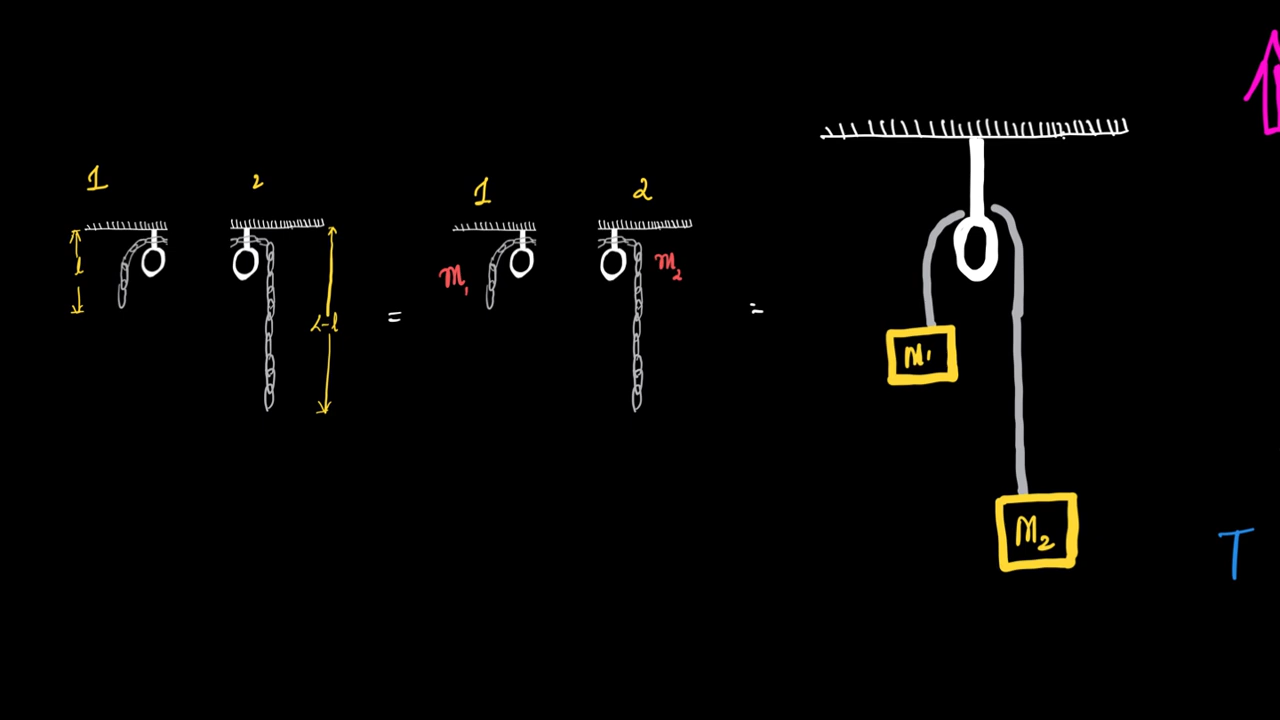 1 2
l
L-l
=
1 2
m₁ m₂
=
M₁
M₂
T